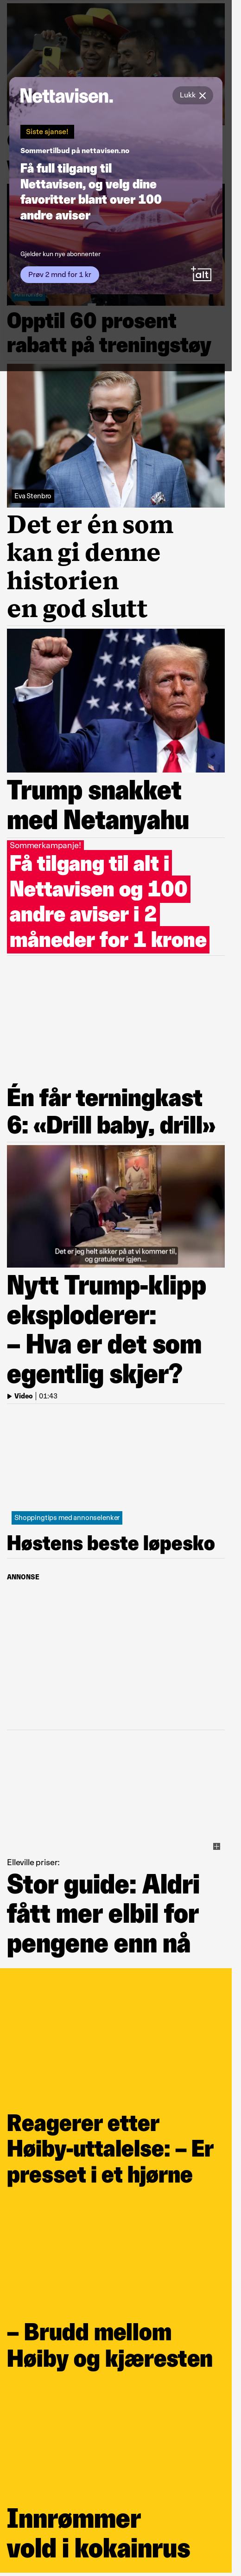 Nettavisen.
Lukk
Siste sjanse!
Sommertilbud på nettavisen.no
Få full tilgang til
Nettavisen, og velg dine
favoritter blant over 100
andre aviser
Gjelder kun nye abonnenter
Prøv 2 mnd for 1 kr
+alt
Opptil 60 prosent
rabatt på treningstøy
Eva Stenbro
Det er én som
kan gi denne
historien
en god slutt
Trump snakket
med Netanyahu
Sommerkampanje!
Få tilgang til alt i
Nettavisen og 100
andre aviser i 2
måneder for 1 krone
Én får terningkast
6: «Drill baby, drill»
Det er jeg helt sikker på at vi kommer til,
og gratulerer igjen...
Nytt Trump-klipp
eksploderer:
– Hva er det som
egentlig skjer?
Video | 01:43
Shoppingtips med annonselenker
Høstens beste løpesko
ANNONSE
Elleville priser:
Stor guide: Aldri
fått mer elbil for
pengene enn nå
Reagerer etter
Høiby-uttalelse: – Er
presset i et hjørne
– Brudd mellom
Høiby og kjæresten
Innrømmer
vold i kokainrus